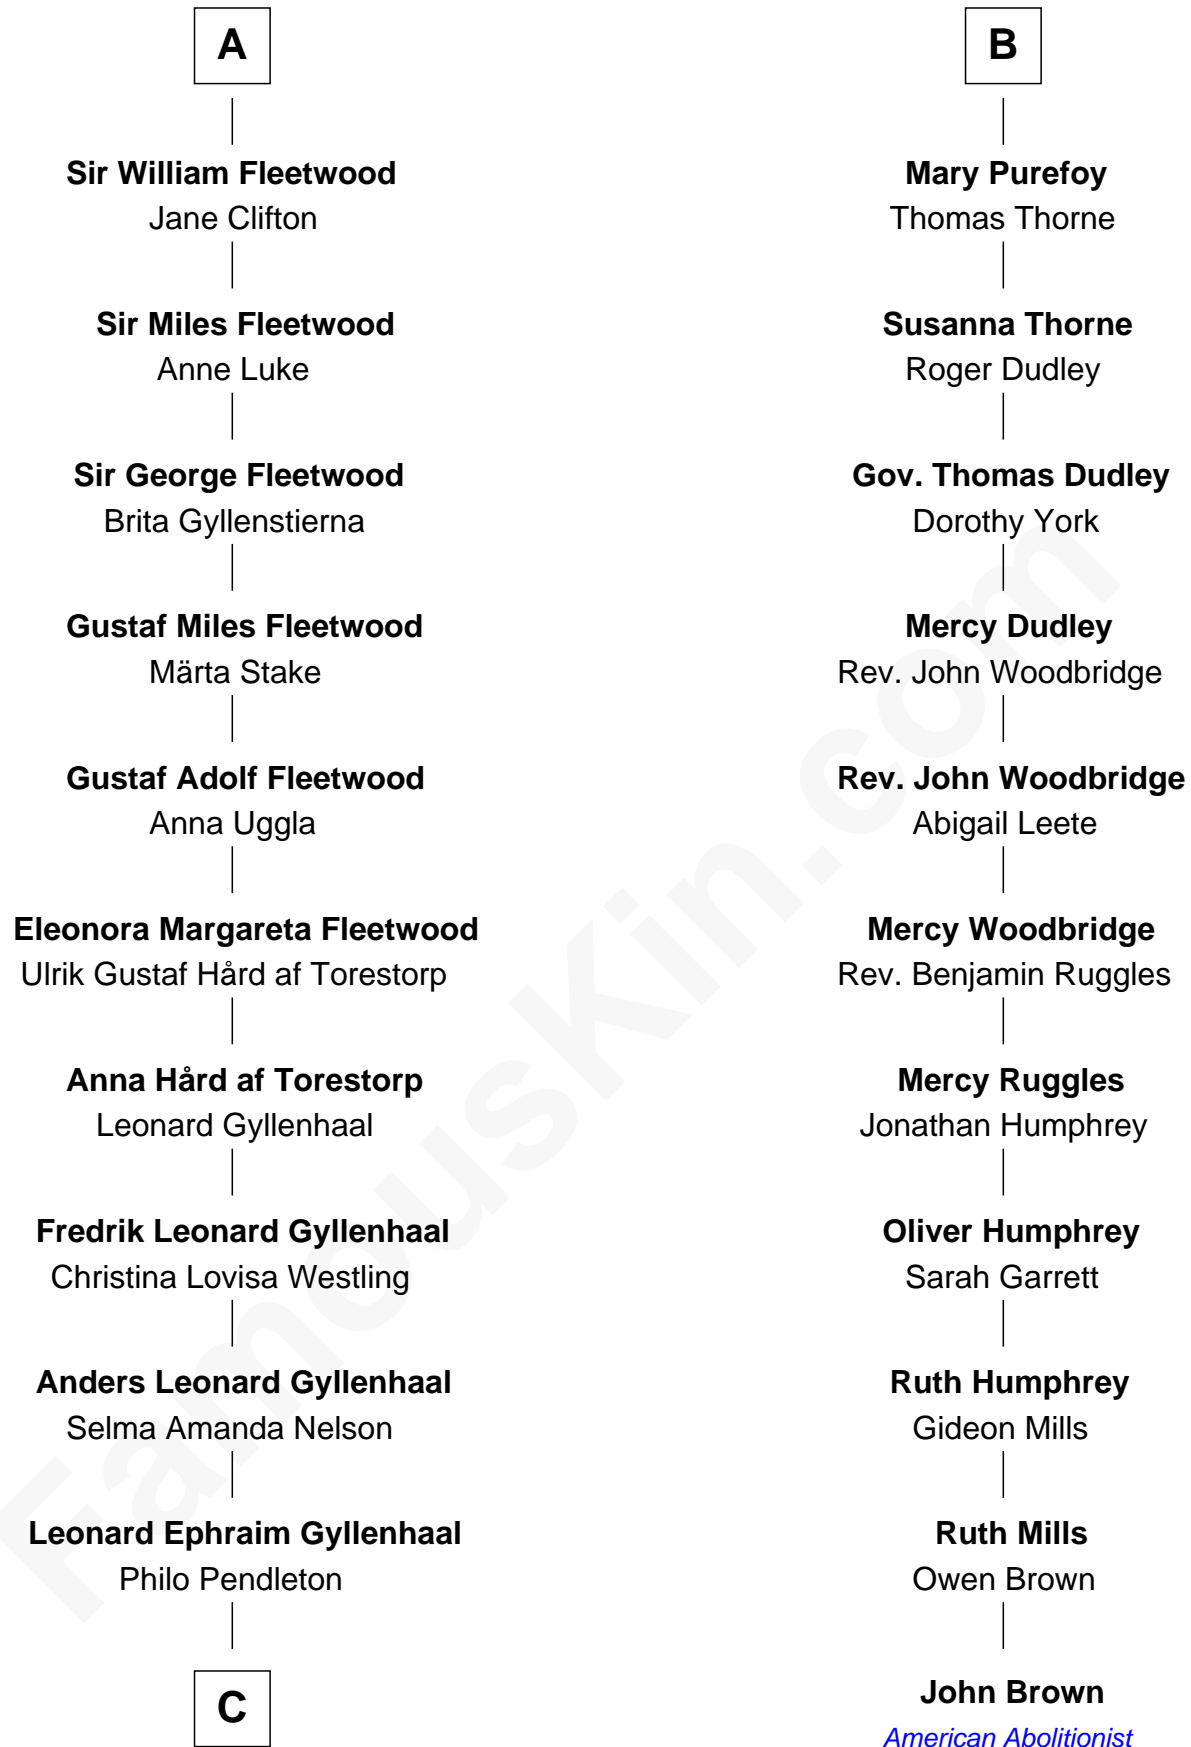 A
Sir William Fleetwood
Jane Clifton
Sir Miles Fleetwood
Anne Luke
Sir George Fleetwood
Brita Gyllenstierna
Gustaf Miles Fleetwood
Märta Stake
Gustaf Adolf Fleetwood
Anna Uggla
Eleonora Margareta Fleetwood
Ulrik Gustaf Hård af Torestorp
Anna Hård af Torestorp
Leonard Gyllenhaal
Fredrik Leonard Gyllenhaal
Christina Lovisa Westling
Anders Leonard Gyllenhaal
Selma Amanda Nelson
Leonard Ephraim Gyllenhaal
Philo Pendleton
C
B
Mary Purefoy
Thomas Thorne
Susanna Thorne
Roger Dudley
Gov. Thomas Dudley
Dorothy York
Mercy Dudley
Rev. John Woodbridge
Rev. John Woodbridge
Abigail Leete
Mercy Woodbridge
Rev. Benjamin Ruggles
Mercy Ruggles
Jonathan Humphrey
Oliver Humphrey
Sarah Garrett
Ruth Humphrey
Gideon Mills
Ruth Mills
Owen Brown
John Brown
American Abolitionist
FamousKin.com